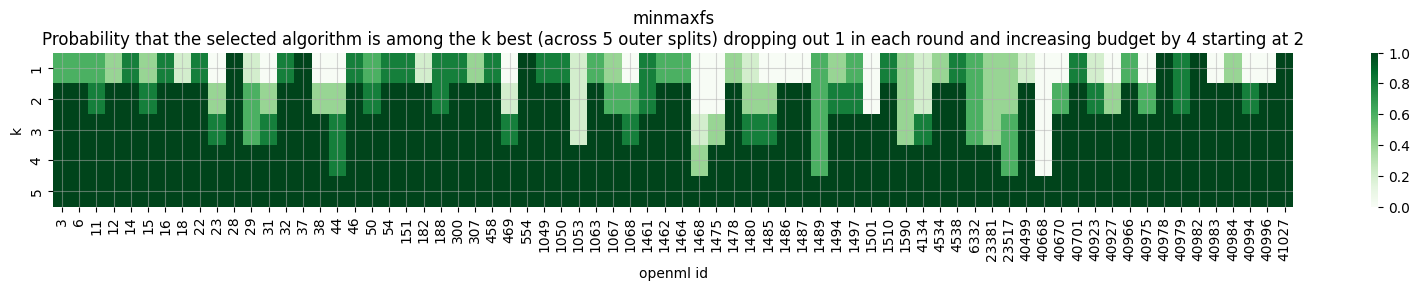 minmaxfs
Probability that the selected algorithm is among the k best (across 5 outer splits) dropping out 1 in each round and increasing budget by 4 starting at 2
k
1
2
3
4
5
3 6 11 12 14 15 16 18 22 23 28 29 31 32 37 38 44 46 50 54 151 182 188 300 307 458 469 554 1049 1050 1053 1063 1067 1068 1461 1462 1464 1468 1475 1478 1480 1485 1486 1487 1489 1494 1497 1501 1510 1590 4134 4534 4538 6332 23381 23517 40499 40668 40670 40701 40923 40927 40966 40975 40978 40979 40982 40983 40984 40994 40996 41027
openml id
1.0
0.8
0.6
0.4
0.2
0.0